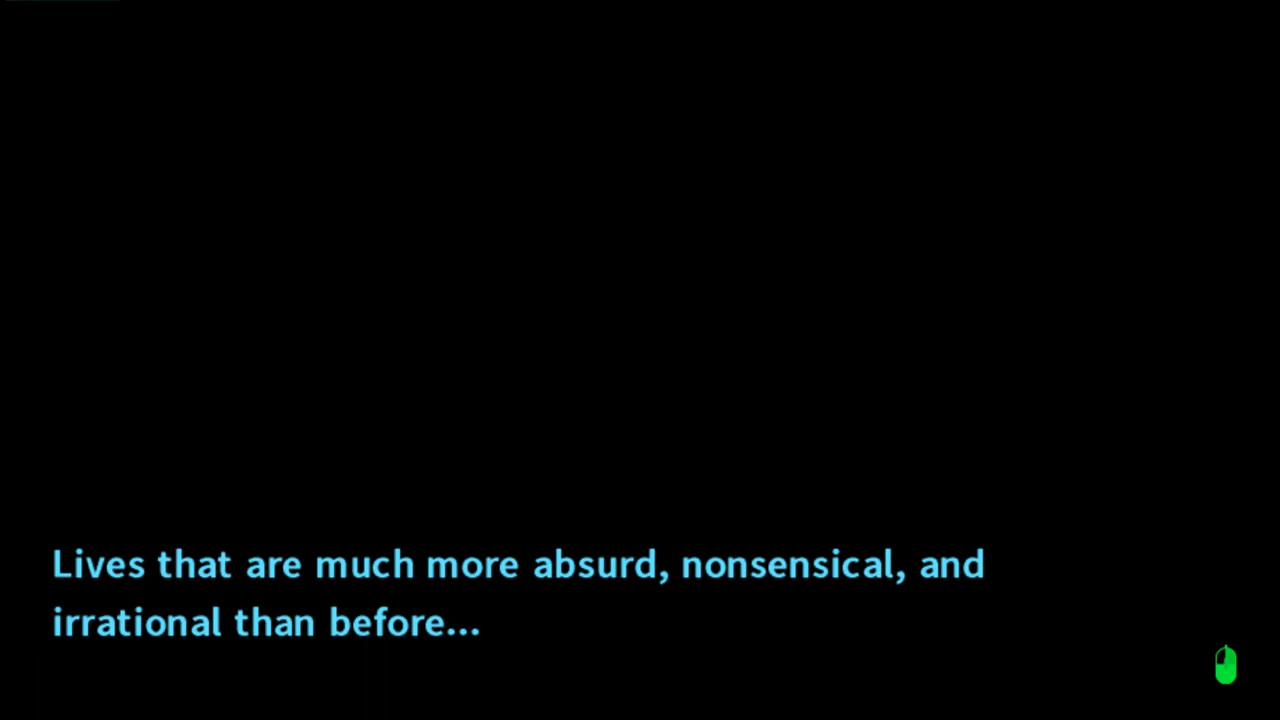 Lives that are much more absurd, nonsensical, and
irrational than before...